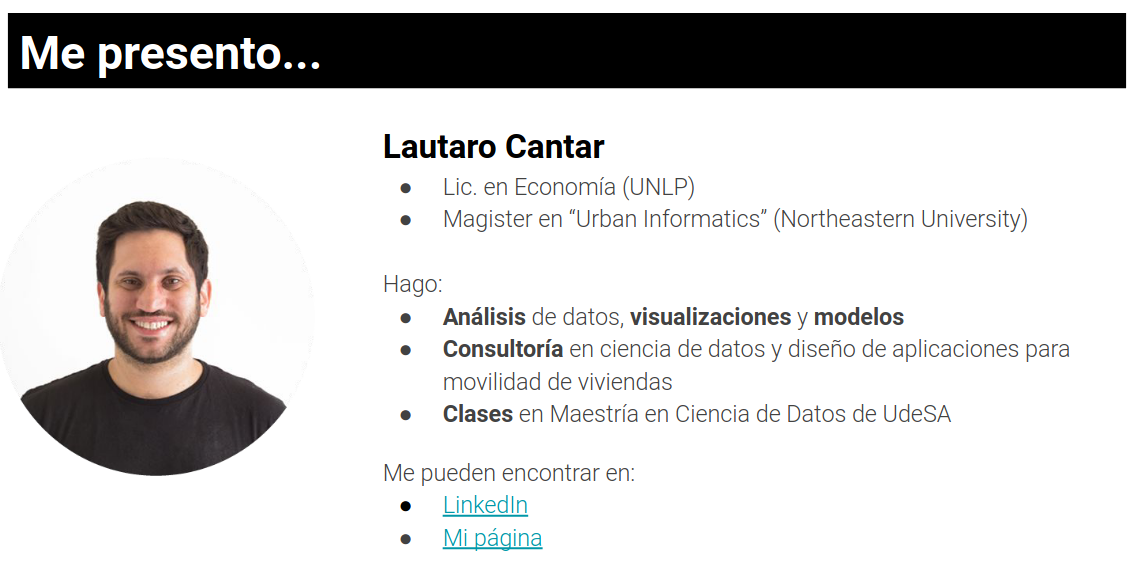 Me presento...
Lautaro Cantar
● Lic. en Economía (UNLP)
● Magister en “Urban Informatics” (Northeastern University)
Hago:
● Análisis de datos, visualizaciones y modelos
● Consultoría en ciencia de datos y diseño de aplicaciones para
movilidad de viviendas
● Clases en Maestría en Ciencia de Datos de UdeSA
Me pueden encontrar en:
● LinkedIn
● Mi página